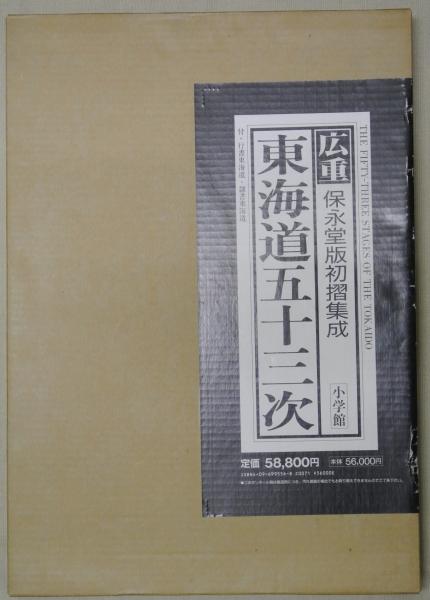 THE FIFTY-THREE STAGES OF THE TOKAIDO
広重
保永堂版初摺集成
東海道五十三次
付・行書東海道・隷書東海道
小学館
定価 58,800円 本体 56,000円